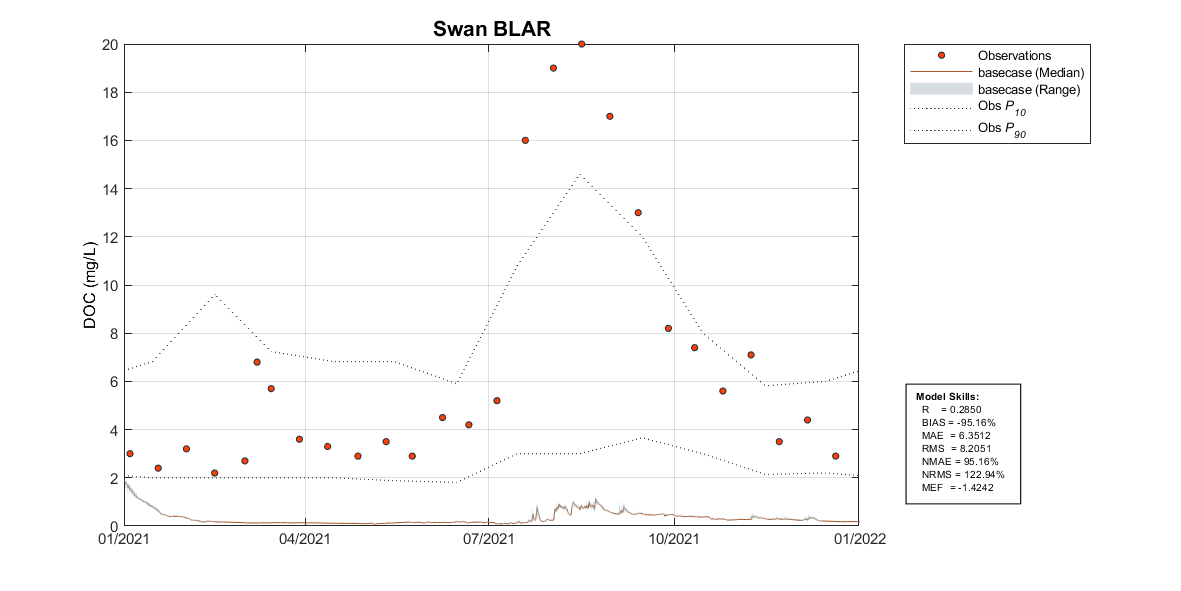 Swan BLAR
20
18
16
14
12
10
8
6
4
2
0
DOC (mg/L)
01/2021
04/2021
07/2021
10/2021
01/2022
Observations
basecase (Median)
basecase (Range)
Obs P10
Obs P90
Model Skills:
R = 0.2850
BIAS = -95.16%
MAE = 6.3512
RMS = 8.2051
NMAE = 95.16%
NRMS = 122.94%
MEF = -1.4242